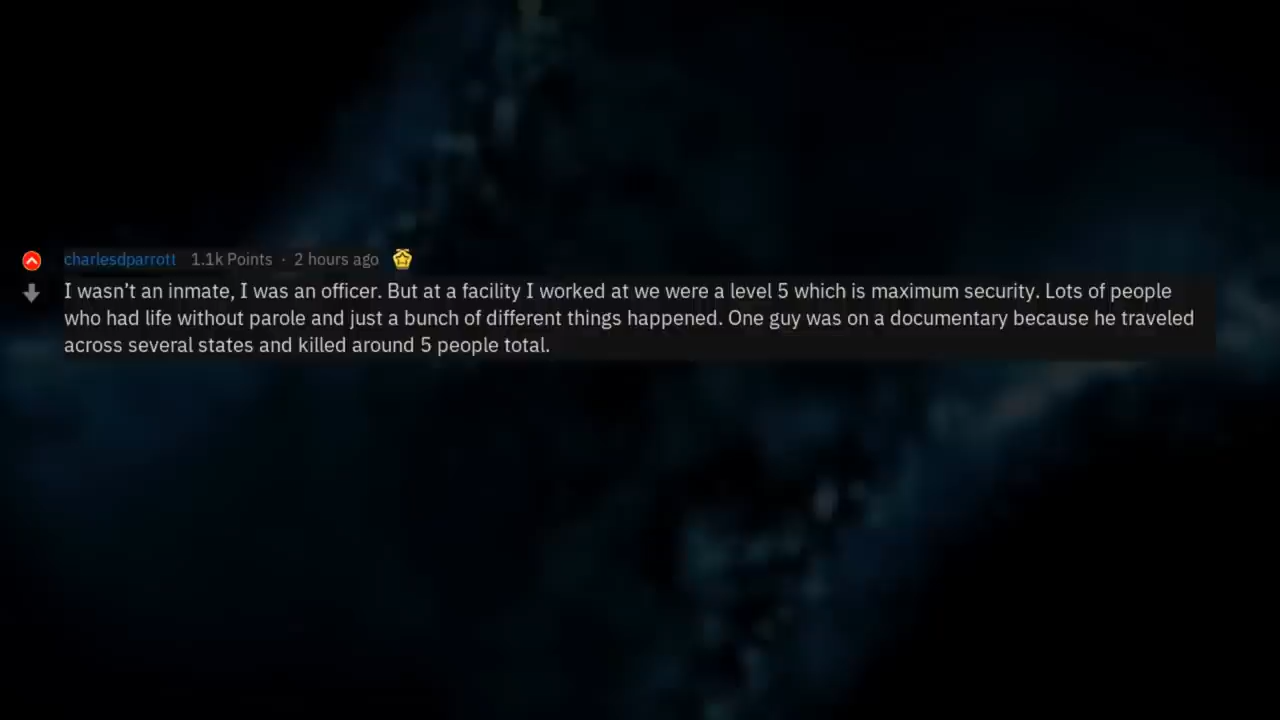 charlesdparrott 1.1k Points · 2 hours ago
I wasn’t an inmate, I was an officer. But at a facility I worked at we were a level 5 which is maximum security. Lots of people
who had life without parole and just a bunch of different things happened. One guy was on a documentary because he traveled
across several states and killed around 5 people total.